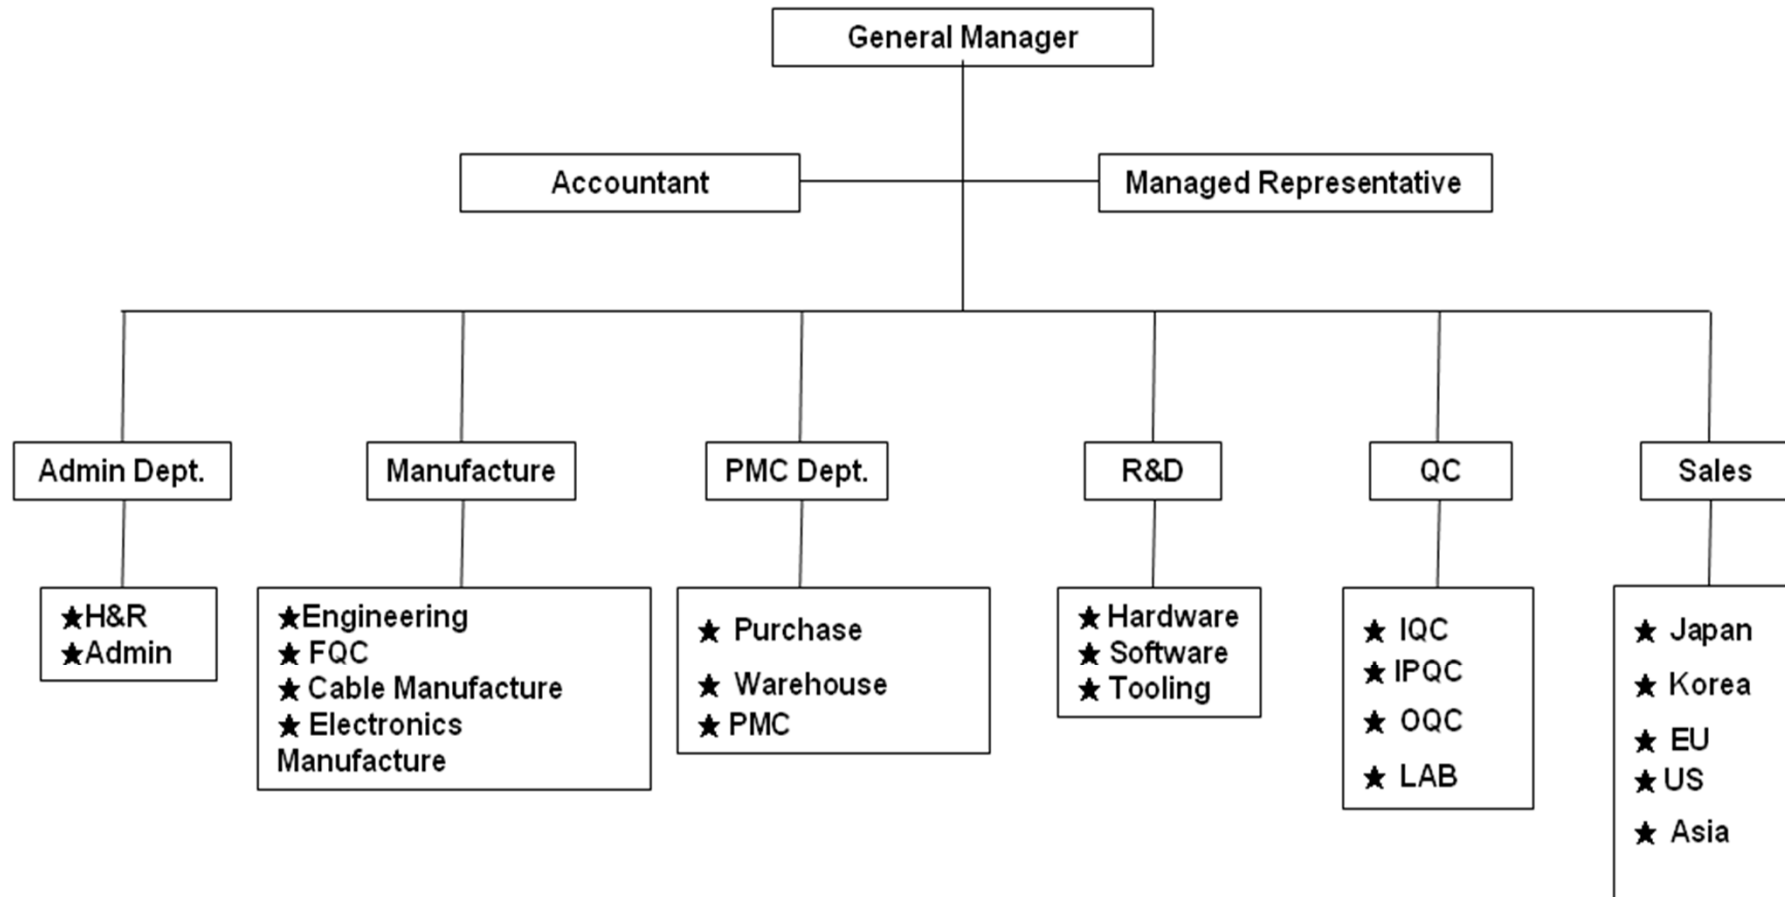 General Manager
Accountant
Managed Representative
Admin Dept.
Manufacture
PMC Dept.
R&D
QC
Sales
★H&R
★Admin
★Engineering
★ FQC
★ Cable Manufacture
★ Electronics
Manufacture
★ Purchase
★ Warehouse
★ PMC
★ Hardware
★ Software
★ Tooling
★ IQC
★ IPQC
★ OQC
★ LAB
★ Japan
★ Korea
★ EU
★ US
★ Asia